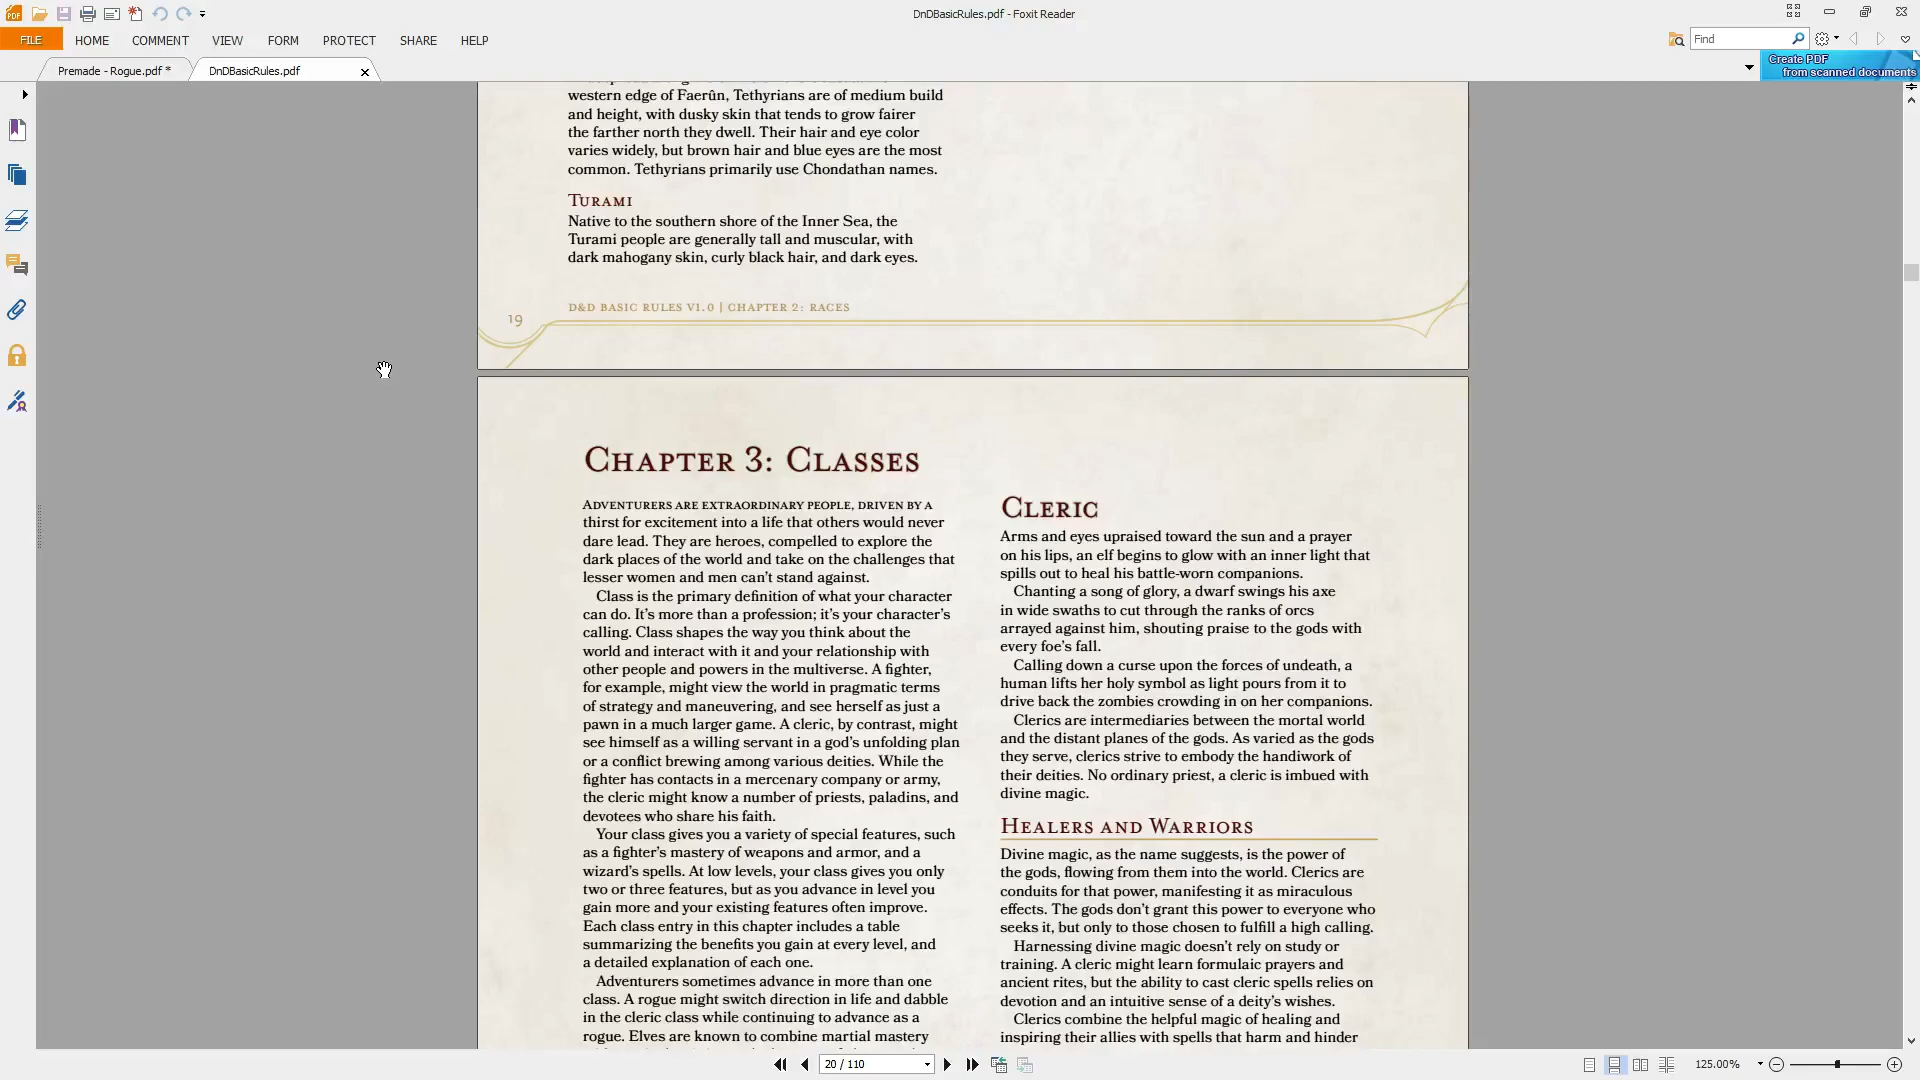 DnDBasicRules.pdf - Foxit Reader
FILE
HOME
COMMENT
VIEW
FORM
PROTECT
SHARE
HELP
Find
Premade - Rogue.pdf *
DnDBasicRules.pdf
Create PDF
from scanned documents
western edge of Faerûn, Tethyrians are of medium build
and height, with dusky skin that tends to grow fairer
the farther north they dwell. Their hair and eye color
varies widely, but brown hair and blue eyes are the most
common. Tethyrians primarily use Chondathan names.
Turami
Native to the southern shore of the Inner Sea, the
Turami people are generally tall and muscular, with
dark mahogany skin, curly black hair, and dark eyes.
D&D BASIC RULES V1.0 | CHAPTER 2: RACES
19
Chapter 3: Classes
Adventurers are extraordinary people, driven by a
thirst for excitement into a life that others would never
dare lead. They are heroes, compelled to explore the
dark places of the world and take on the challenges that
lesser women and men can't stand against.
Class is the primary definition of what your character
can do. It's more than a profession; it's your character's
calling. Class shapes the way you think about the
world and interact with it and your relationship with
other people and powers in the multiverse. A fighter,
for example, might view the world in pragmatic terms
of strategy and maneuvering, and see herself as just a
pawn in a much larger game. A cleric, by contrast, might
see himself as a willing servant in a god's unfolding plan
or a conflict brewing among various deities. While the
fighter has contacts in a mercenary company or army,
the cleric might know a number of priests, paladins, and
devotees who share his faith.
Your class gives you a variety of special features, such
as a fighter's mastery of weapons and armor, and a
wizard's spells. At low levels, your class gives you only
two or three features, but as you advance in level you
gain more and your existing features often improve.
Each class entry in this chapter includes a table
summarizing the benefits you gain at every level, and
a detailed explanation of each one.
Adventurers sometimes advance in more than one
class. A rogue might switch direction in life and dabble
in the cleric class while continuing to advance as a
rogue. Elves are known to combine martial mastery
Cleric
Arms and eyes upraised toward the sun and a prayer
on his lips, an elf begins to glow with an inner light that
spills out to heal his battle-worn companions.
Chanting a song of glory, a dwarf swings his axe
in wide swaths to cut through the ranks of orcs
arrayed against him, shouting praise to the gods with
every foe's fall.
Calling down a curse upon the forces of undeath, a
human lifts her holy symbol as light pours from it to
drive back the zombies crowding in on her companions.
Clerics are intermediaries between the mortal world
and the distant planes of the gods. As varied as the gods
they serve, clerics strive to embody the handiwork of
their deities. No ordinary priest, a cleric is imbued with
divine magic.
Healers and Warriors
Divine magic, as the name suggests, is the power of
the gods, flowing from them into the world. Clerics are
conduits for that power, manifesting it as miraculous
effects. The gods don't grant this power to everyone who
seeks it, but only to those chosen to fulfill a high calling.
Harnessing divine magic doesn't rely on study or
training. A cleric might learn formulaic prayers and
ancient rites, but the ability to cast cleric spells relies on
devotion and an intuitive sense of a deity's wishes.
Clerics combine the helpful magic of healing and
inspiring their allies with spells that harm and hinder
20 / 110
125.00%